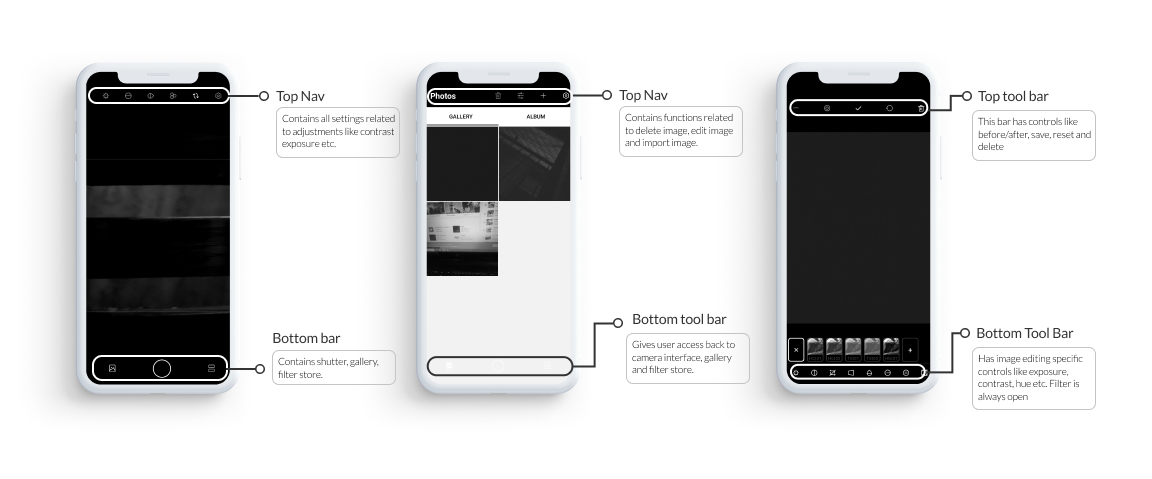 Top Nav
Contains all settings related
to adjustments like contrast
exposure etc.
Bottom bar
Contains shutter, gallery,
filter store.
Photos
GALLERY
ALBUM
Top Nav
Contains functions related
to delete image, edit image
and import image.
Bottom tool bar
Gives user access back to
camera interface, gallery
and filter store.
Top tool bar
This bar has controls like
before/after, save, reset and
delete
Bottom Tool Bar
Has image editing specific
controls like exposure,
contrast, hue etc. Filter is
always open